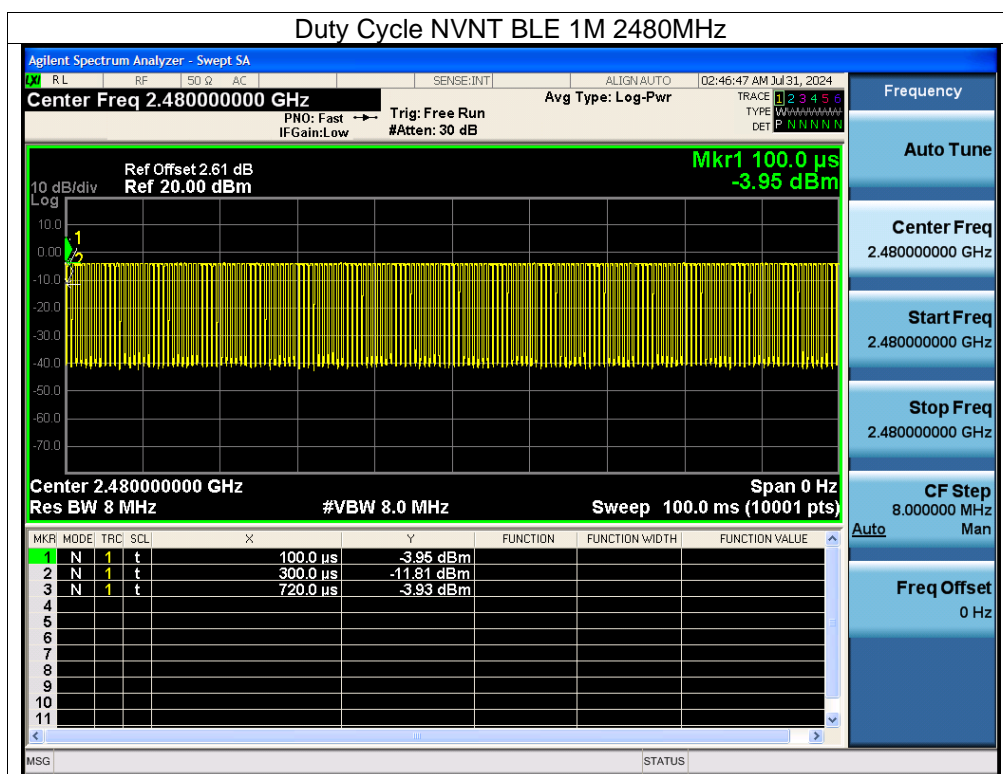 Duty Cycle NVNT BLE 1M 2480MHz
Agilent Spectrum Analyzer - Swept SA
LXI RL RF 50 Ω AC SENSE:INT ALIGN AUTO 02:46:47 AM Jul 31, 2024
Center Freq 2.480000000 GHz Avg Type: Log-Pwr TRACE 1 2 3 4 5 6
PNO: Fast Trig: Free Run TYPE WWWWWW
IFGain:Low #Atten: 30 dB DET P N N N N N
Frequency
Mkr1 100.0 µs
-3.95 dBm
Ref Offset 2.61 dB
10 dB/div Ref 20.00 dBm
Log
10.0
0.00
-10.0
-20.0
-30.0
-40.0
-50.0
-60.0
-70.0
1
2
Center 2.480000000 GHz Span 0 Hz
Res BW 8 MHz #VBW 8.0 MHz Sweep 100.0 ms (10001 pts)
MKR MODE TRC SCL X Y FUNCTION FUNCTION WIDTH FUNCTION VALUE
1 N 1 t 100.0 µs -3.95 dBm
2 N 1 t 300.0 µs -11.81 dBm
3 N 1 t 720.0 µs -3.93 dBm
4
5
6
7
8
9
10
11
MSG STATUS
Auto Tune
Center Freq
2.480000000 GHz
Start Freq
2.480000000 GHz
Stop Freq
2.480000000 GHz
CF Step
8.000000 MHz
Auto Man
Freq Offset
0 Hz